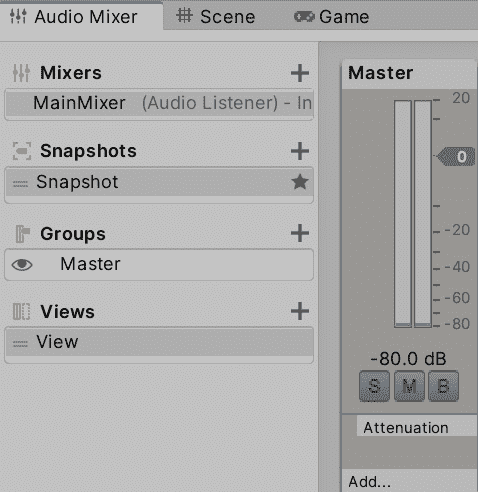 Audio Mixer
Scene
Game
Mixers
MainMixer (Audio Listener) - In
Snapshots
Snapshot
Groups
Master
Views
View
Master
20
0
-20
-40
-60
-80
-80.0 dB
S M B
Attenuation
Add...